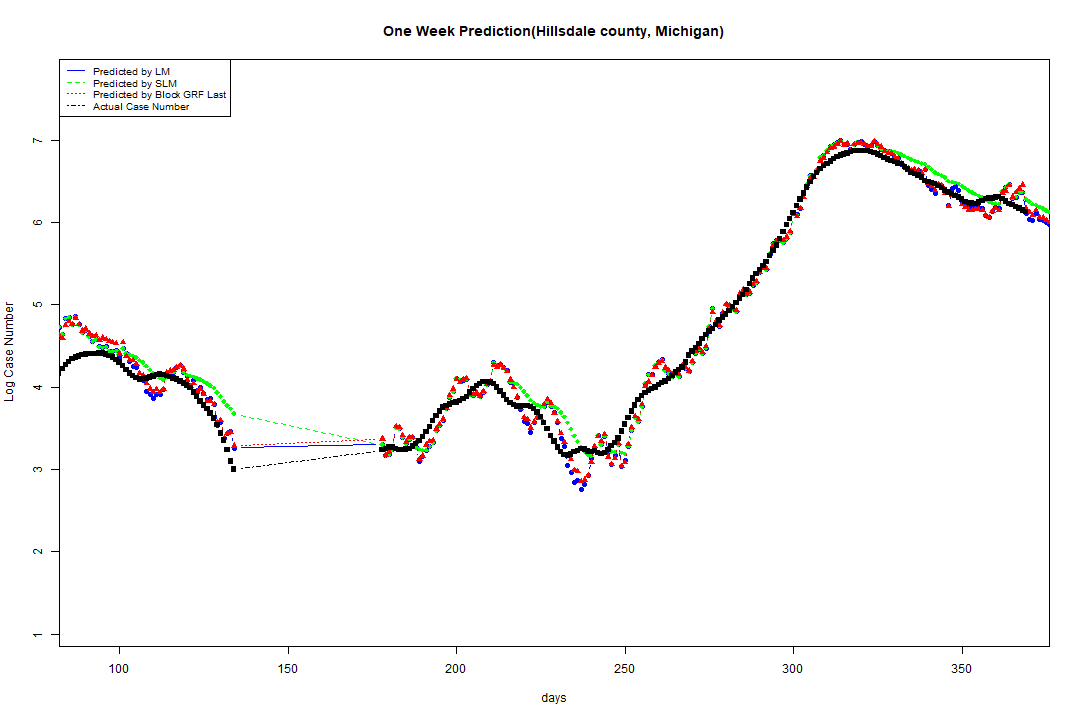 One Week Prediction(Hillsdale county, Michigan)
Predicted by LM
Predicted by SLM
Predicted by Block GRF Last
Actual Case Number
7
6
5
4
3
2
1
Log Case Number
100 150 200 250 300 350
days